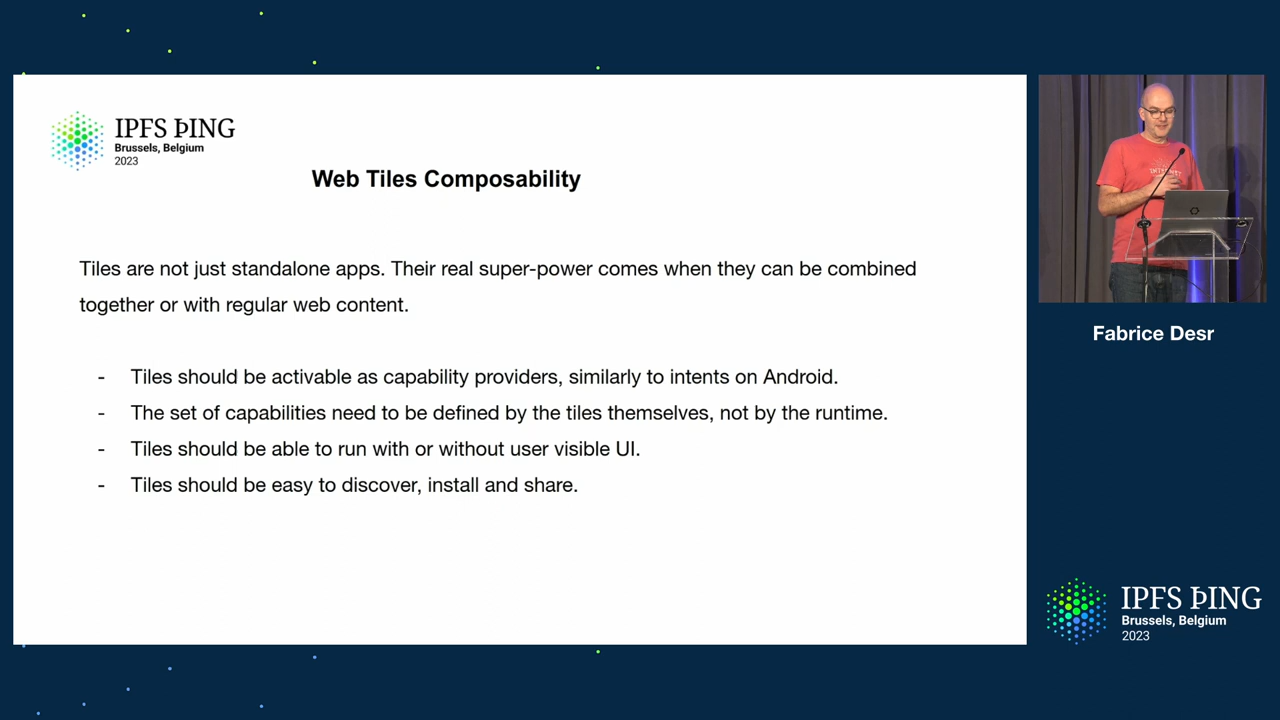 IPFS ÞING
Brussels, Belgium
2023
Web Tiles Composability
Tiles are not just standalone apps. Their real super-power comes when they can be combined
together or with regular web content.
- Tiles should be activable as capability providers, similarly to intents on Android.
- The set of capabilities need to be defined by the tiles themselves, not by the runtime.
- Tiles should be able to run with or without user visible UI.
- Tiles should be easy to discover, install and share.
INTERNET
Fabrice Desr
IPFS ÞING
Brussels, Belgium
2023